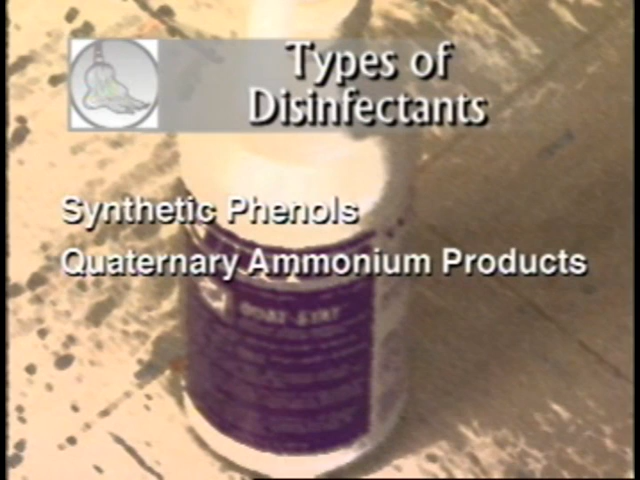 Types of
Disinfectants
Synthetic Phenols
Quaternary Ammonium Products